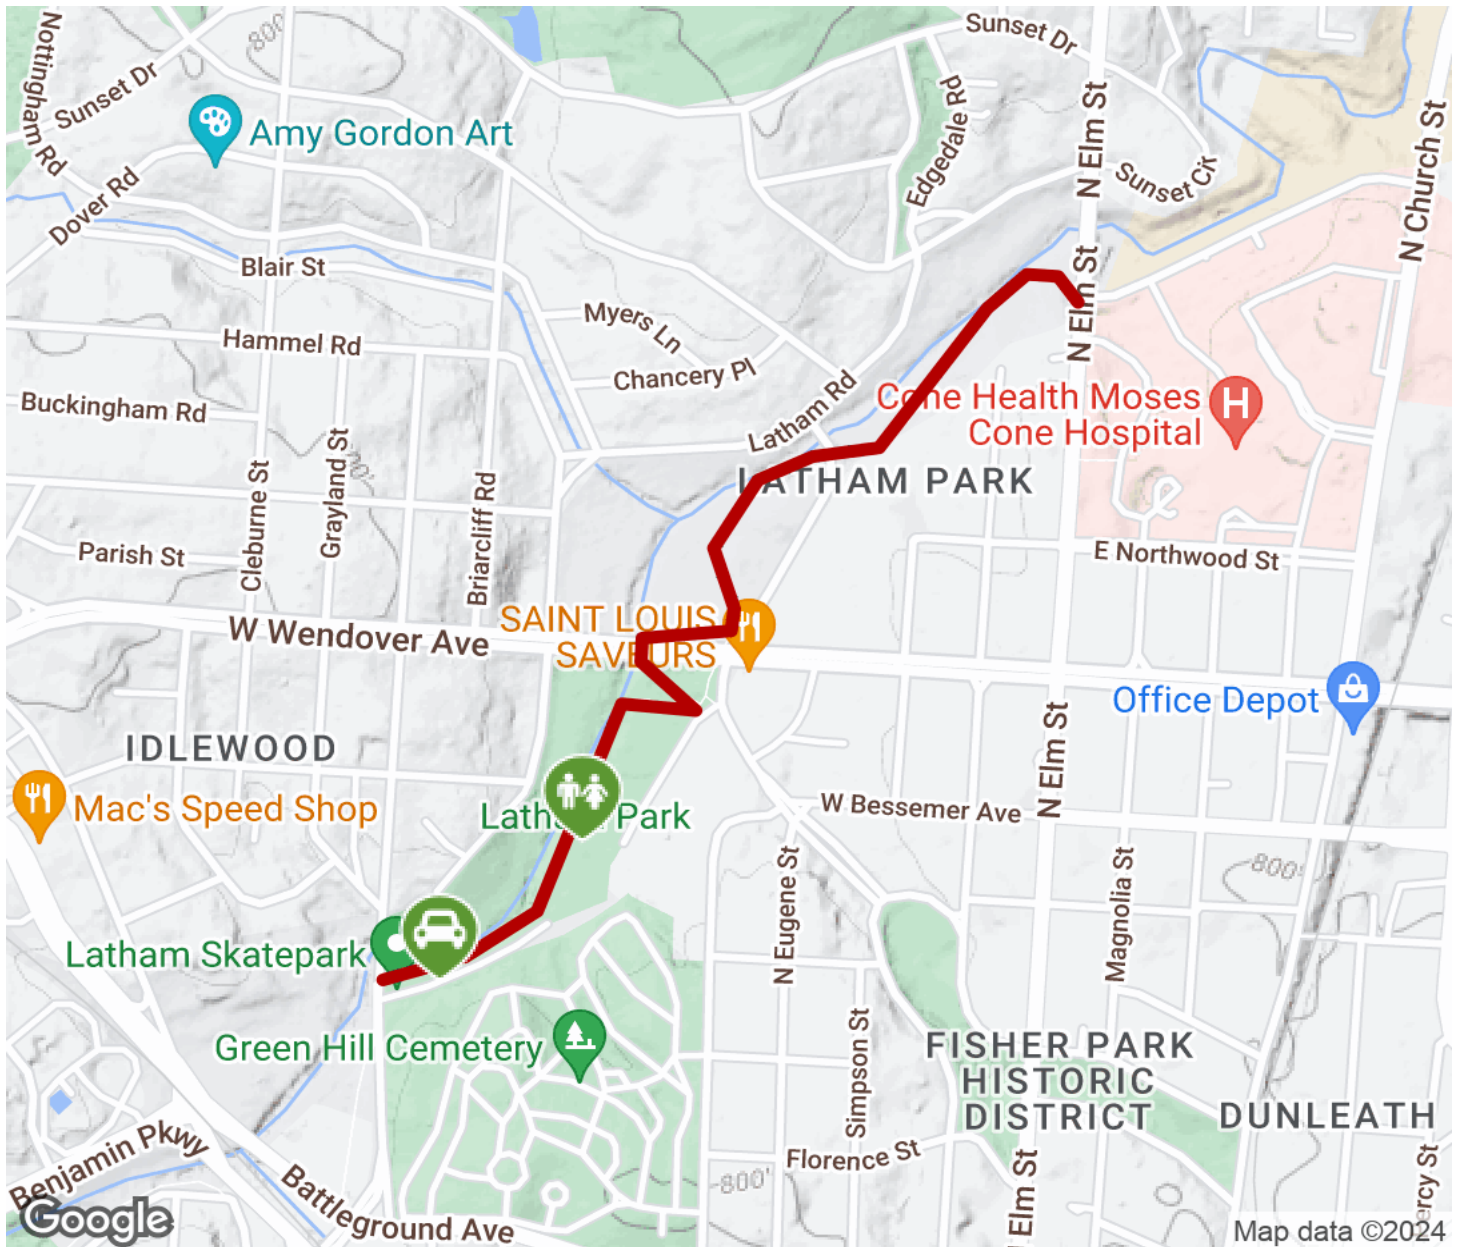 Nottingham Rd
Sunset Dr
800
Sunset Dr
N Elm St
N Church St
Edgedale Rd
Amy Gordon Art
Sunset Cir
Dover Rd
Blair St
N Elm St
Myers Ln
Hammel Rd
Chancery Pl
Buckingham Rd
Latham Rd
Cone Health Moses
Cone Hospital
H
LATHAM PARK
Cleburne St
Grayland St
Briarcliff Rd
Parish St
E Northwood St
SAINT LOUIS
SAVEURS
W Wendover Ave
Office Depot
N Elm St
IDLEWOOD
Mac's Speed Shop
Latham Park
W Bessemer Ave
N Eugene St
Magnolia St
800'
Latham Skatepark
Green Hill Cemetery
Simpson St
FISHER PARK
HISTORIC
DISTRICT
DUNLEATH
Benjamin Pkwy
Battleground Ave
Florence St
800'
Elm St
ercy St
Google
Map data ©2024